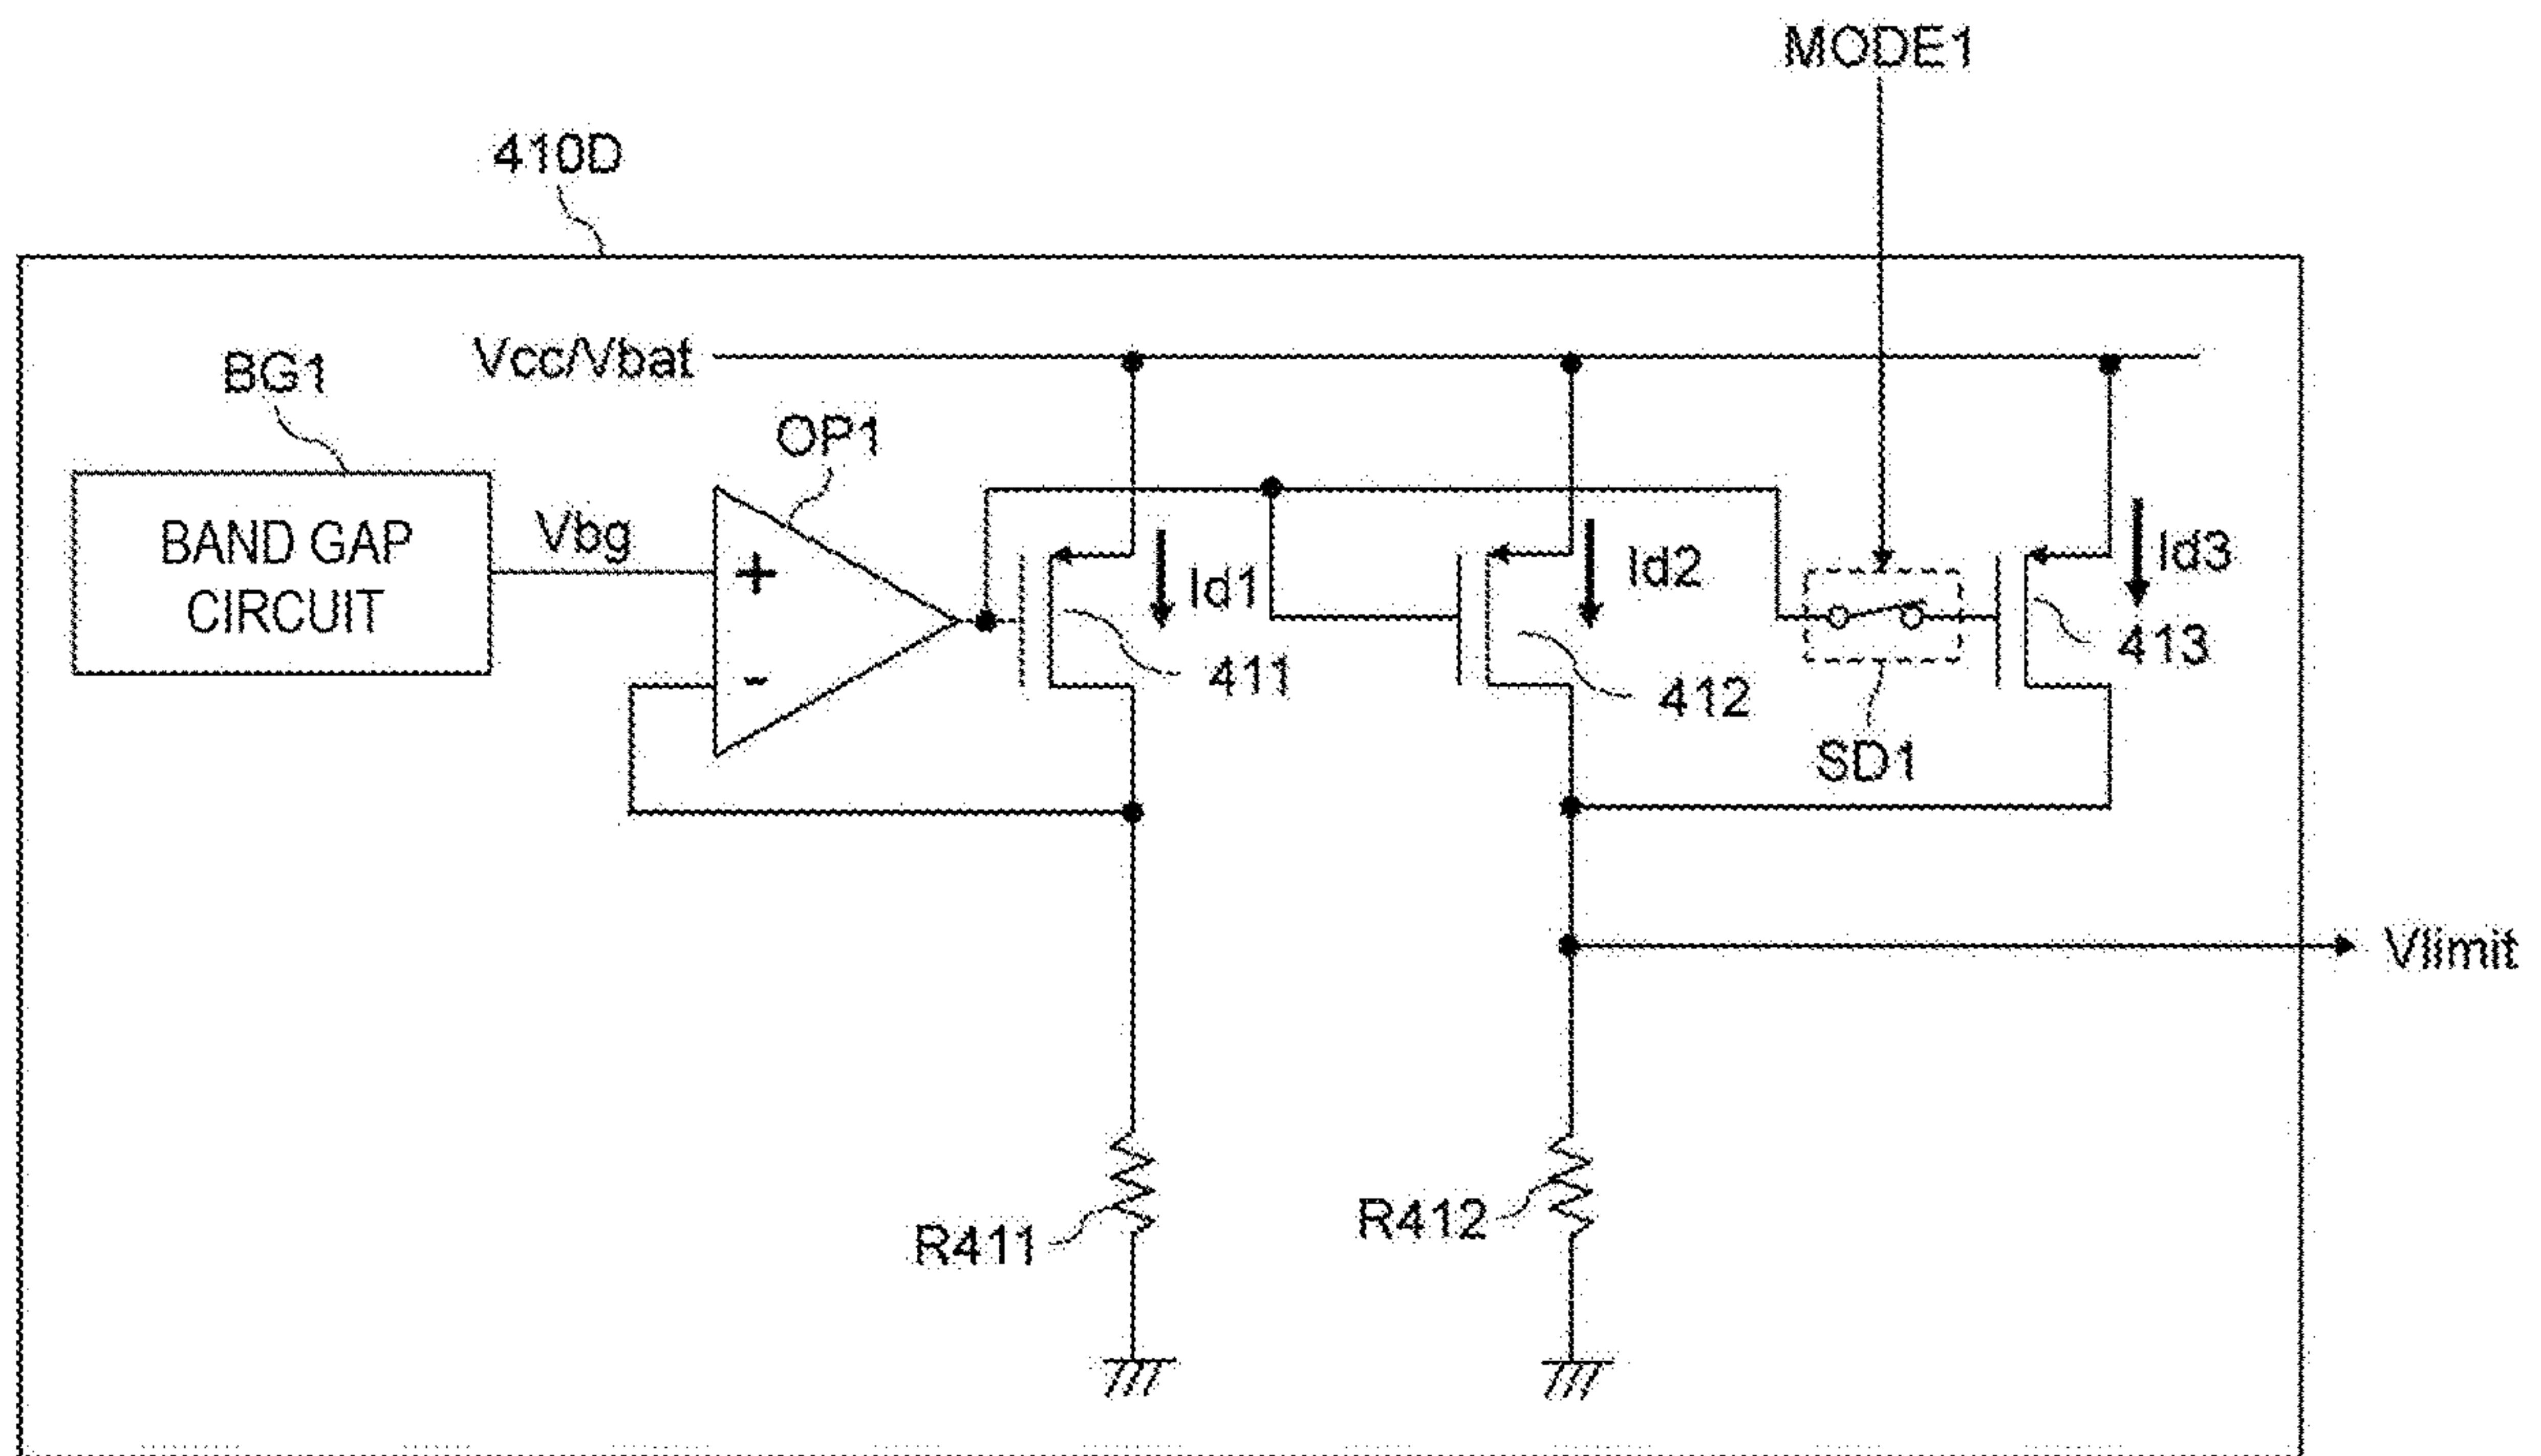 MODE1
410D
Vcc/Vbat
BG1
OP1
BAND GAP
CIRCUIT
Vbg
+
-
Id1
Id2
Id3
411
412
413
SD1
Vlimit
R411
R412